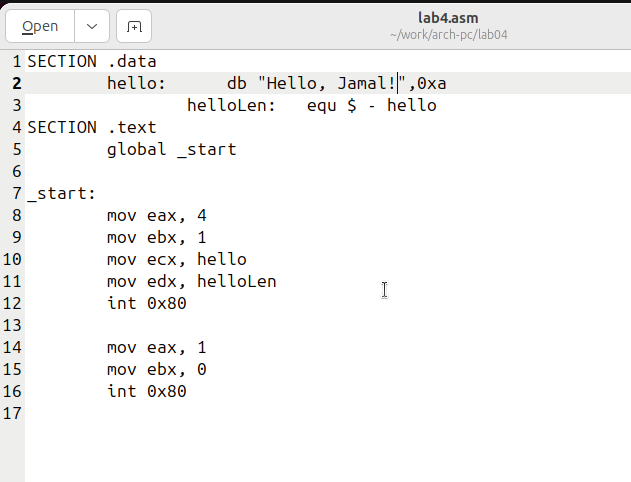 Open
lab4.asm
~/work/arch-pc/lab04
1 SECTION .data
2         hello:      db "Hello, Jamal!",0xa
3                 helloLen:   equ $ - hello
4 SECTION .text
5         global _start
6
7 _start:
8         mov eax, 4
9         mov ebx, 1
10         mov ecx, hello
11         mov edx, helloLen
12         int 0x80
13
14         mov eax, 1
15         mov ebx, 0
16         int 0x80
17